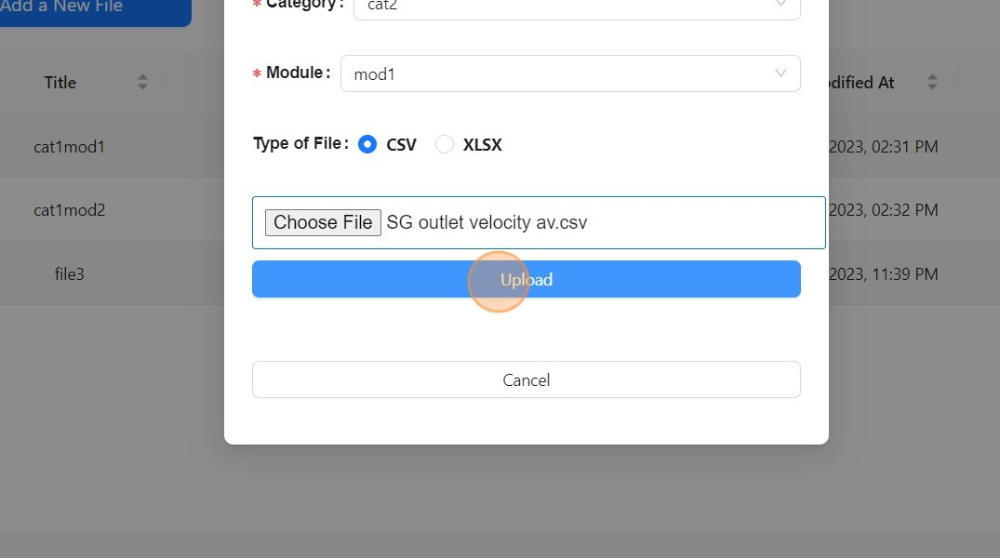 Add a New File
* Category: cat2
* Module: mod1
Title
dified At
Type of File: CSV XLSX
cat1mod1
2023, 02:31 PM
cat1mod2
2023, 02:32 PM
Choose File SG outlet velocity av.csv
file3
2023, 11:39 PM
Upload
Cancel